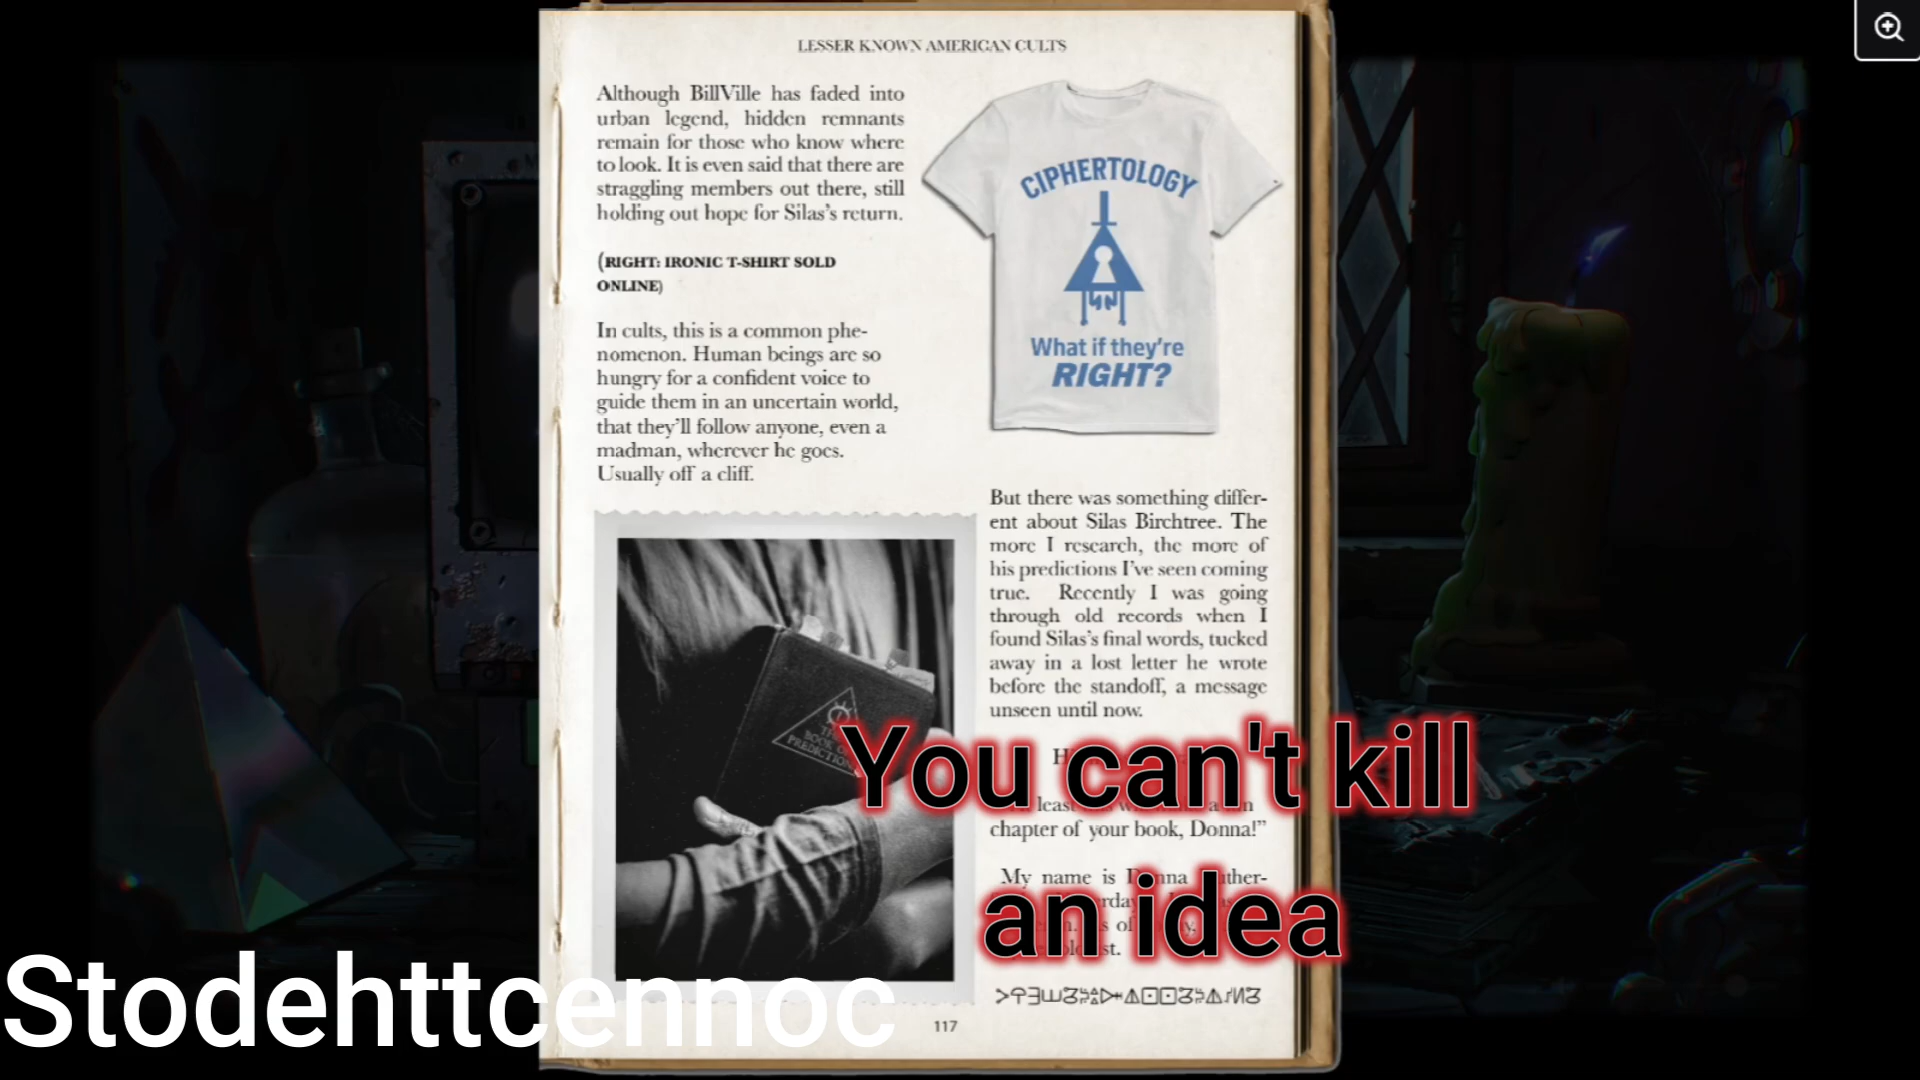 LESSER KNOWN AMERICAN CULTS
Although BillVille has faded into
urban legend, hidden remnants
remain for those who know where
to look. It is even said that there are
straggling members out there, still
holding out hope for Silas's return.
(RIGHT: IRONIC T-SHIRT SOLD
ONLINE)
In cults, this is a common phe-
nomenon. Human beings are so
hungry for a confident voice to
guide them in an uncertain world,
that they'll follow anyone, even a
madman, wherever he goes.
Usually off a cliff.
CIPHERTOLOGY
What if they're
RIGHT?
THE
BOOK OF
PREDICTIONS
But there was something differ-
ent about Silas Birchtree. The
more I research, the more of
his predictions I've seen coming
true. Recently I was going
through old records when I
found Silas's final words, tucked
away in a lost letter he wrote
before the standoff, a message
unseen until now.
least
chapter of your book, Donna!"
My name is
You can't kill
an idea
Stodehttcennoc
117